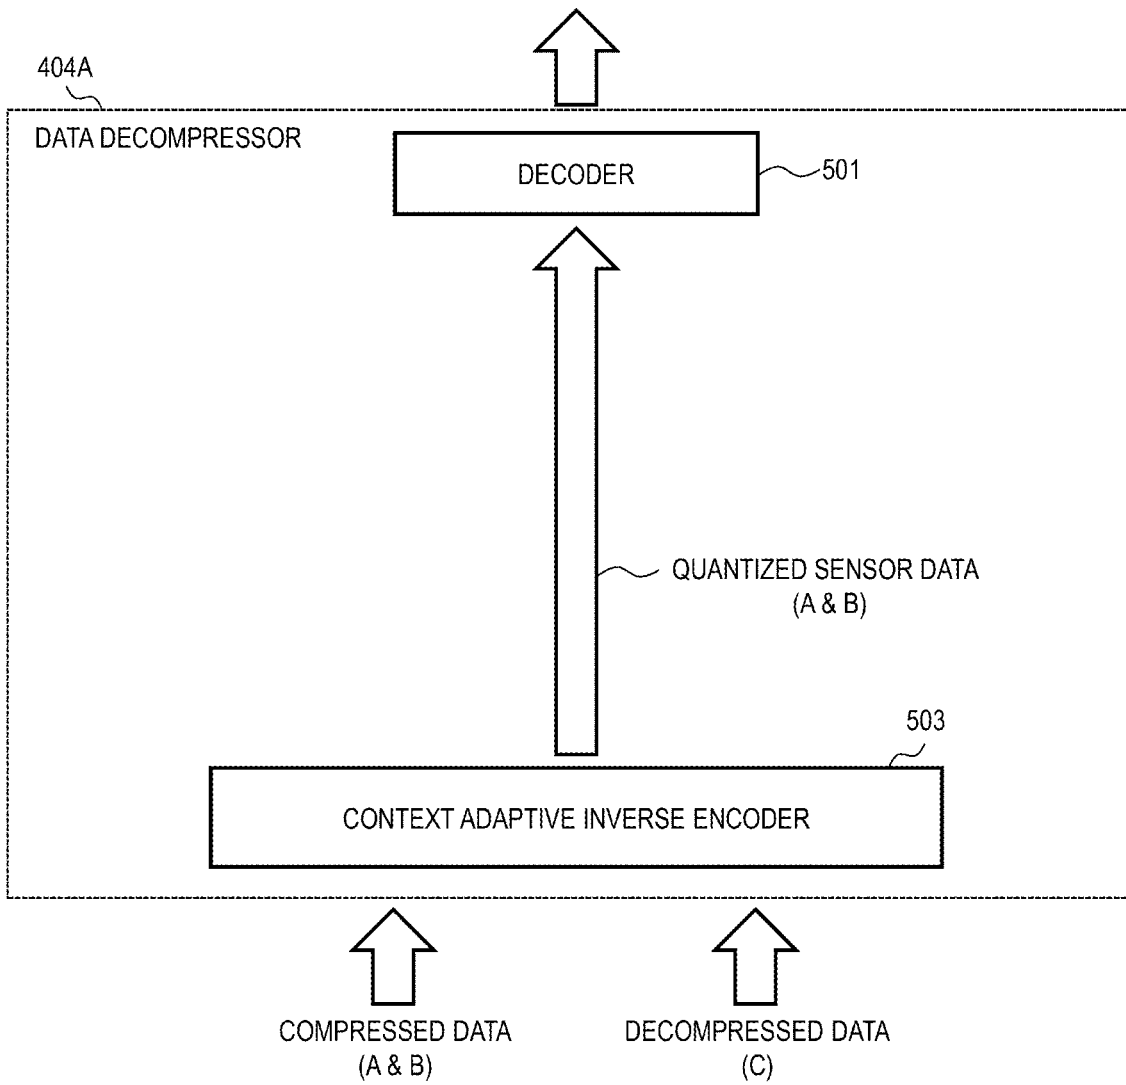 404A
DATA DECOMPRESSOR
DECODER
501
QUANTIZED SENSOR DATA
(A & B)
503
CONTEXT ADAPTIVE INVERSE ENCODER
COMPRESSED DATA
(A & B)
DECOMPRESSED DATA
(C)